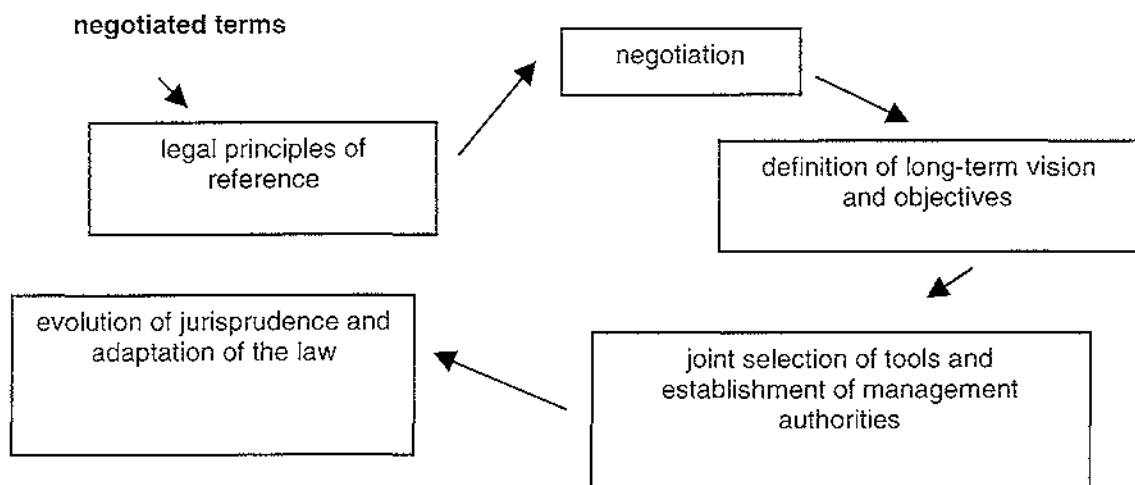 negotiated terms
legal principles of
reference
negotiation
definition of long-term vision
and objectives
joint selection of tools and
establishment of management
authorities
evolution of jurisprudence and
adaptation of the law